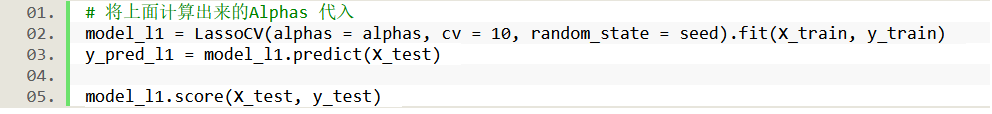 01. # 将上面计算出来的Alphas 代入
02. model_l1 = LassoCV(alphas = alphas, cv = 10, random_state = seed).fit(X_train, y_train)
03. y_pred_l1 = model_l1.predict(X_test)
04.
05. model_l1.score(X_test, y_test)